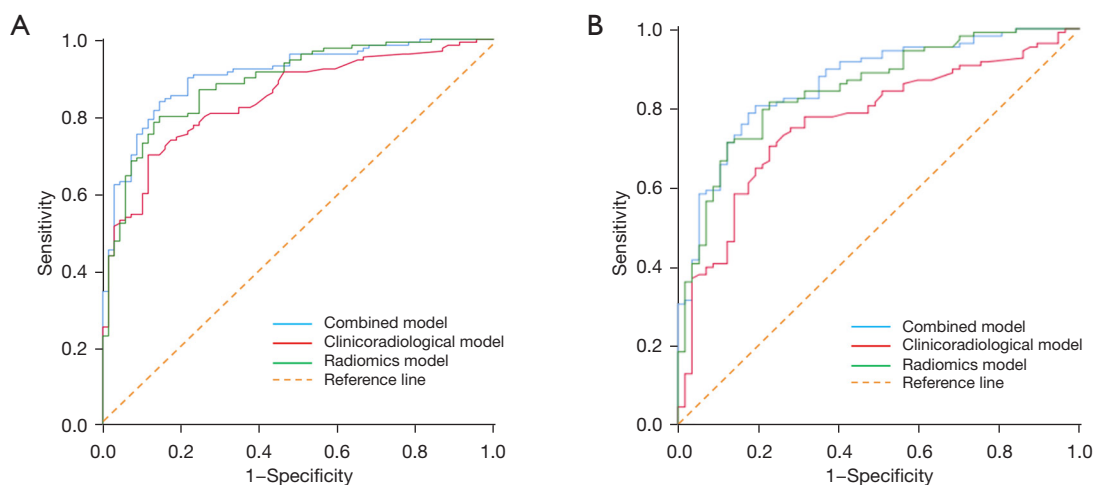 A
1.0
0.8
0.6
0.4
0.2
0.0
Sensitivity
Combined model
Clinicoradiological model
Radiomics model
Reference line
0.0 0.2 0.4 0.6 0.8 1.0
1–Specificity
B
1.0
0.8
0.6
0.4
0.2
0.0
Sensitivity
Combined model
Clinicoradiological model
Radiomics model
Reference line
0.0 0.2 0.4 0.6 0.8 1.0
1–Specificity